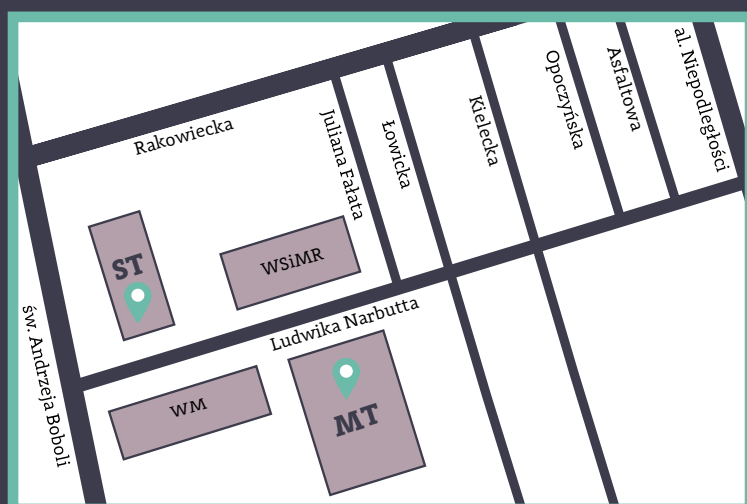 Rakowiecka
Juliana Fałata
Łowicka
Kielecka
Opoczyńska
Asfaltowa
al. Niepodległości
ST
WSiMR
św. Andrzeja Boboli
Ludwika Narbutta
WM
MT